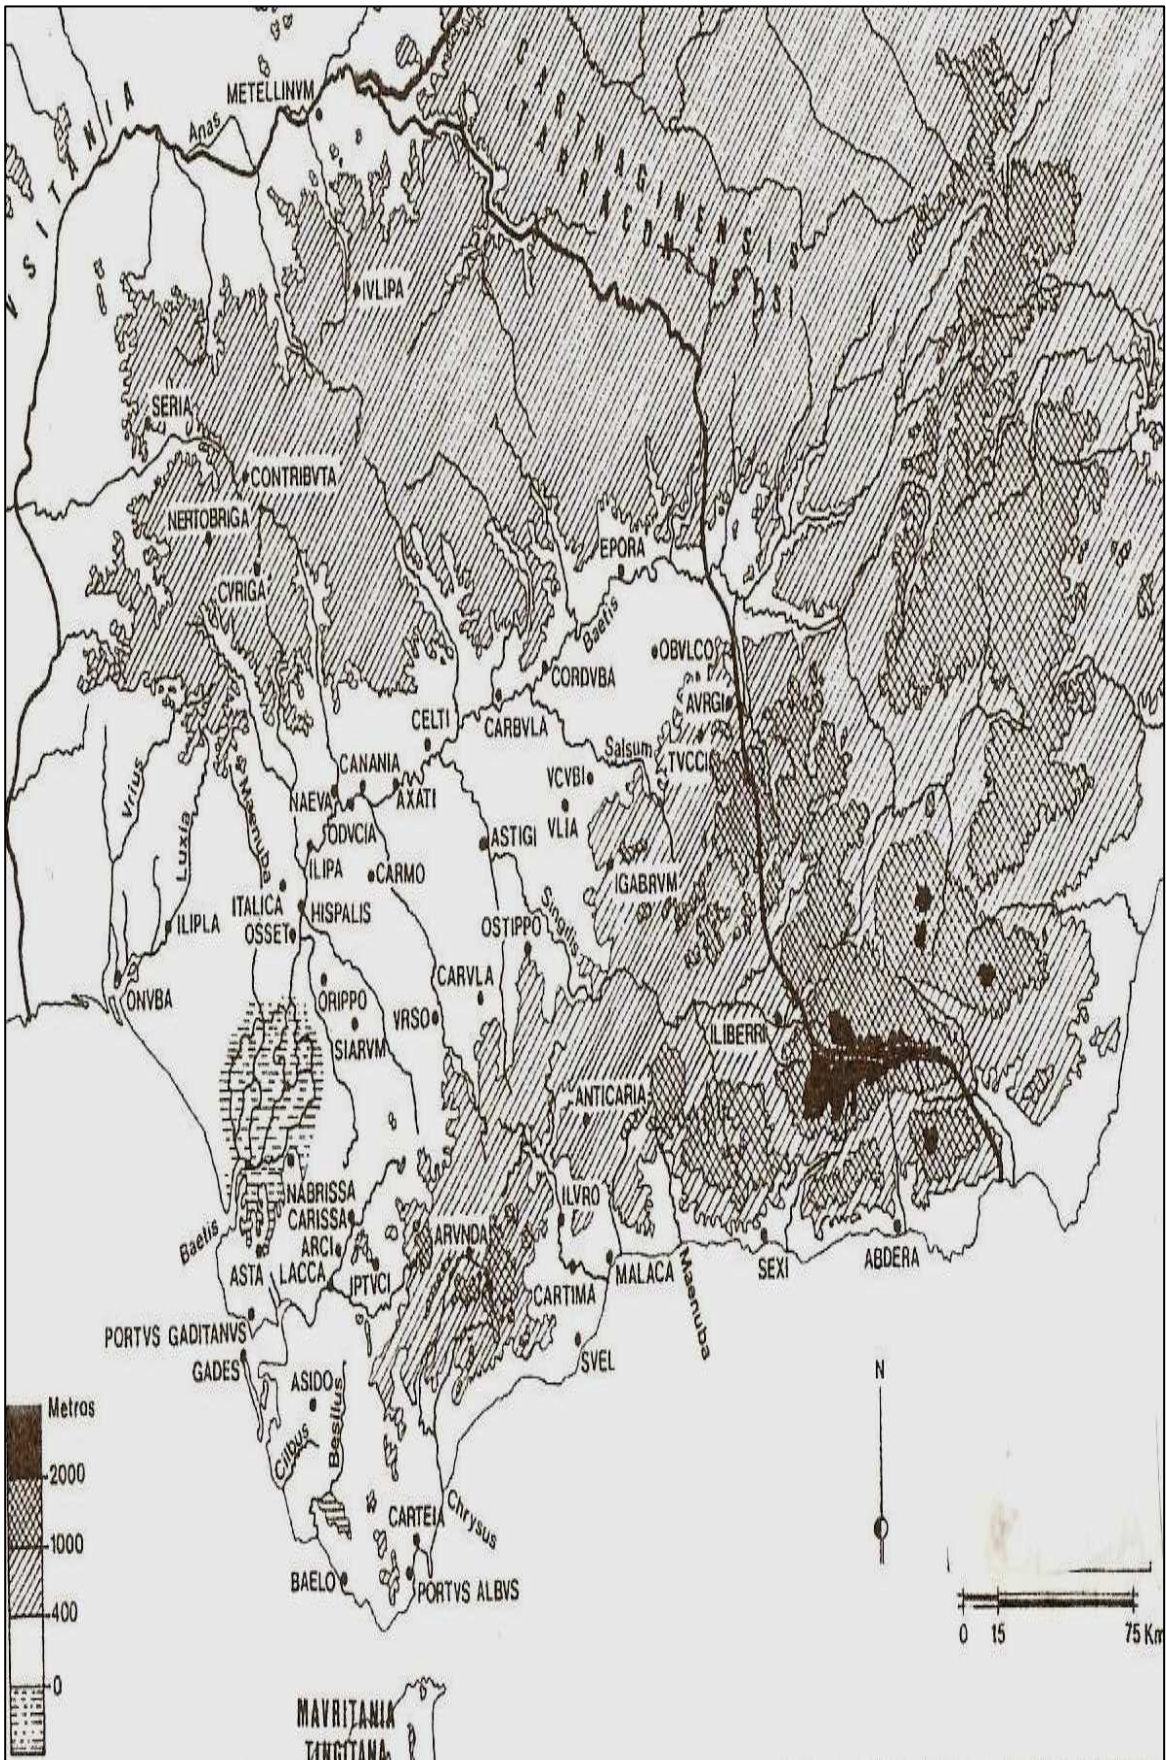 VSITANIA
CARTHAGINENSIS
TARRACONENSIS
METELLINVM
Anas
IVLIPA
SERIA
CONTRIBVTA
NERTOBRIGA
CVRIGA
EPORA
Baetis
OBVLCO
CORDVBA
AVRGI
CELTI
CARBVLA
TVCCI
Salsum
VCVBI
CANANIA
NAEVA
AXATI
VLIA
Vrius
Luxia
Maenuba
ODVCIA
ASTIGI
ILIPA
CARMO
IGABRVM
ITALICA
HISPALIS
ILIPLA
OSSET
OSTIPPO
Singilis
CARVLA
ONVBA
ORIPPO
VRSO
ILIBERRI
SIARVM
ANTICARIA
NABRISSA
ILVRO
CARISSA
Baetis
ARCI
ARVNDA
ASTA
LACCA
IPTVCI
CARTIMA
MALACA
Maenuba
SEXI
ABDERA
PORTVS GADITANVS
GADES
SVEL
ASIDO
Besilus
Cilbus
N
Metros
2000
1000
400
0
Chrysus
CARTEIA
BAELO
PORTVS ALBVS
0 15 75 Km
MAVRITANIA
TINGITANA